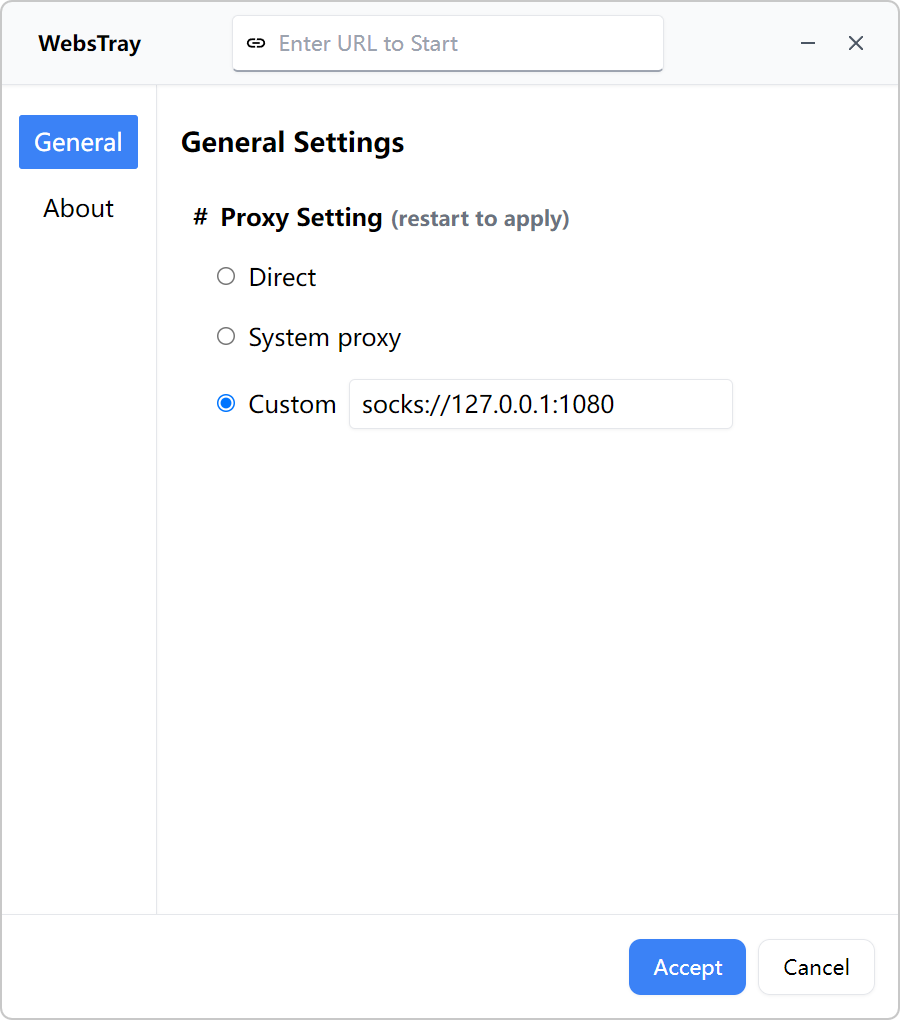 WebsTray
Enter URL to Start
General
About
General Settings
# Proxy Setting (restart to apply)
Direct
System proxy
Custom socks://127.0.0.1:1080
Accept Cancel